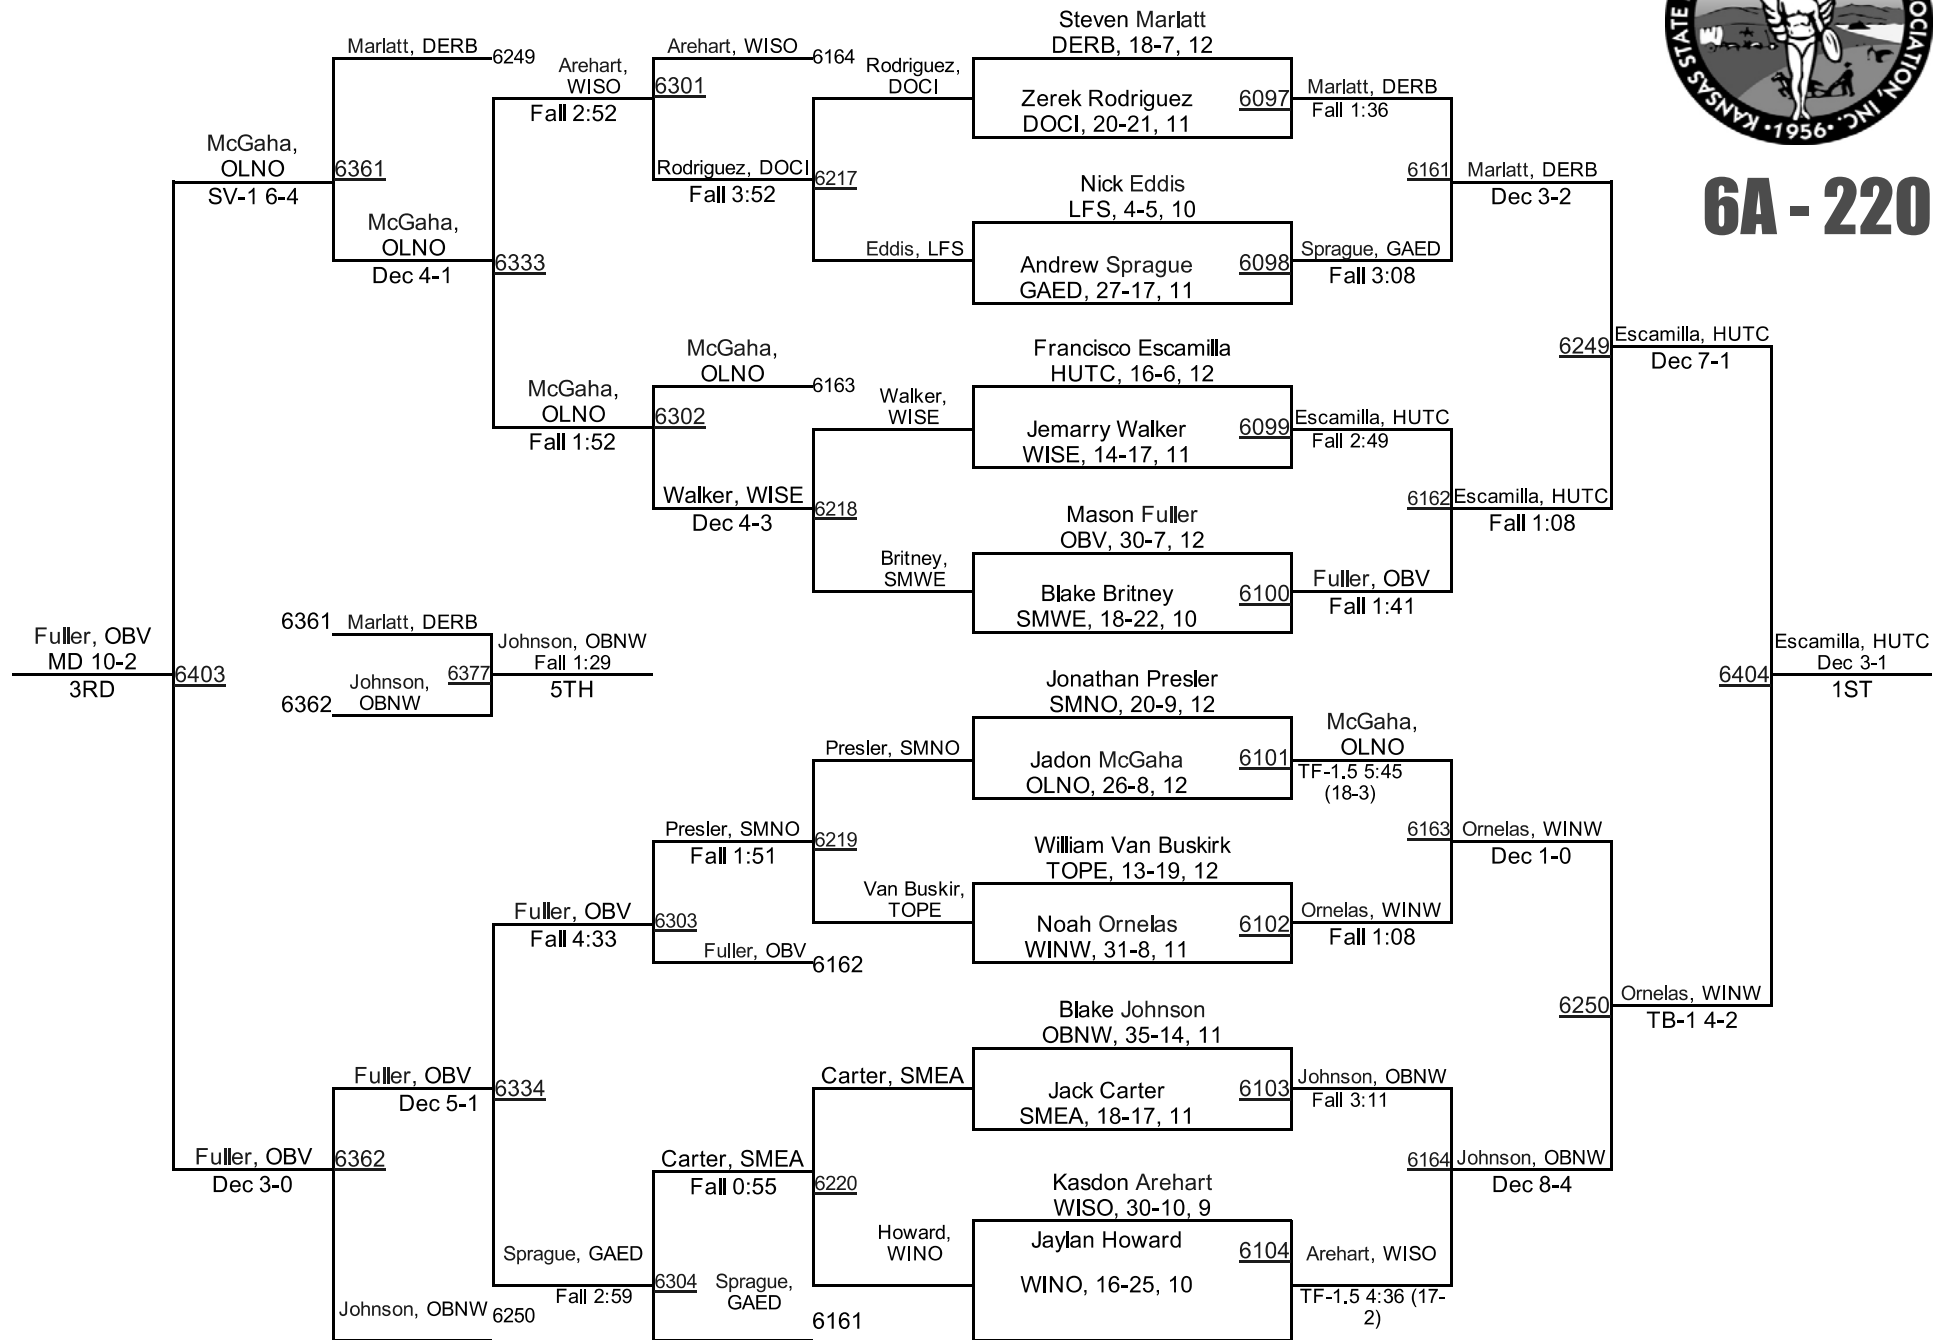 KANSAS STATE A
OCIATION, INC.
•1956•
6A - 220
Steven Marlatt
DERB, 18-7, 12
Zerek Rodriguez
DOCI, 20-21, 11
6097
Nick Eddis
LFS, 4-5, 10
Andrew Sprague
GAED, 27-17, 11
6098
Francisco Escamilla
HUTC, 16-6, 12
Jemarry Walker
WISE, 14-17, 11
6099
Mason Fuller
OBV, 30-7, 12
Blake Britney
SMWE, 18-22, 10
6100
Jonathan Presler
SMNO, 20-9, 12
Jadon McGaha
OLNO, 26-8, 12
6101
William Van Buskirk
TOPE, 13-19, 12
Noah Ornelas
WINW, 31-8, 11
6102
Blake Johnson
OBNW, 35-14, 11
Jack Carter
SMEA, 18-17, 11
6103
Kasdon Arehart
WISO, 30-10, 9
Jaylan Howard
WINO, 16-25, 10
6104
Marlatt, DERB
Fall 1:36
Sprague, GAED
Fall 3:08
Escamilla, HUTC
Fall 2:49
Fuller, OBV
Fall 1:41
McGaha,
OLNO
TF-1.5 5:45
(18-3)
Ornelas, WINW
Fall 1:08
Johnson, OBNW
Fall 3:11
Arehart, WISO
TF-1.5 4:36 (17-
2)
6161
Marlatt, DERB
Dec 3-2
6162
Escamilla, HUTC
Fall 1:08
6163
Ornelas, WINW
Dec 1-0
6164
Johnson, OBNW
Dec 8-4
6249
Escamilla, HUTC
Dec 7-1
6250
Ornelas, WINW
TB-1 4-2
6404
Escamilla, HUTC
Dec 3-1
1ST
Rodriguez,
DOCI
Eddis, LFS
Walker,
WISE
Britney,
SMWE
Presler, SMNO
Van Buskir,
TOPE
Carter, SMEA
Howard,
WINO
Arehart, WISO
6164
Rodriguez, DOCI
Fall 3:52
6217
McGaha,
OLNO
6163
Walker, WISE
Dec 4-3
6218
Presler, SMNO
Fall 1:51
6219
Fuller, OBV
6162
Carter, SMEA
Fall 0:55
6220
Sprague,
GAED
6161
Arehart,
WISO
Fall 2:52
6301
McGaha,
OLNO
Fall 1:52
6302
Fuller, OBV
Fall 4:33
6303
Sprague, GAED
Fall 2:59
6304
Marlatt, DERB
6249
McGaha,
OLNO
Dec 4-1
6333
Fuller, OBV
Dec 5-1
6334
Johnson, OBNW
6250
McGaha,
OLNO
SV-1 6-4
6361
Fuller, OBV
Dec 3-0
6362
6361
Marlatt, DERB
6362
Johnson,
OBNW
6377
Johnson, OBNW
Fall 1:29
5TH
Fuller, OBV
MD 10-2
3RD
6403